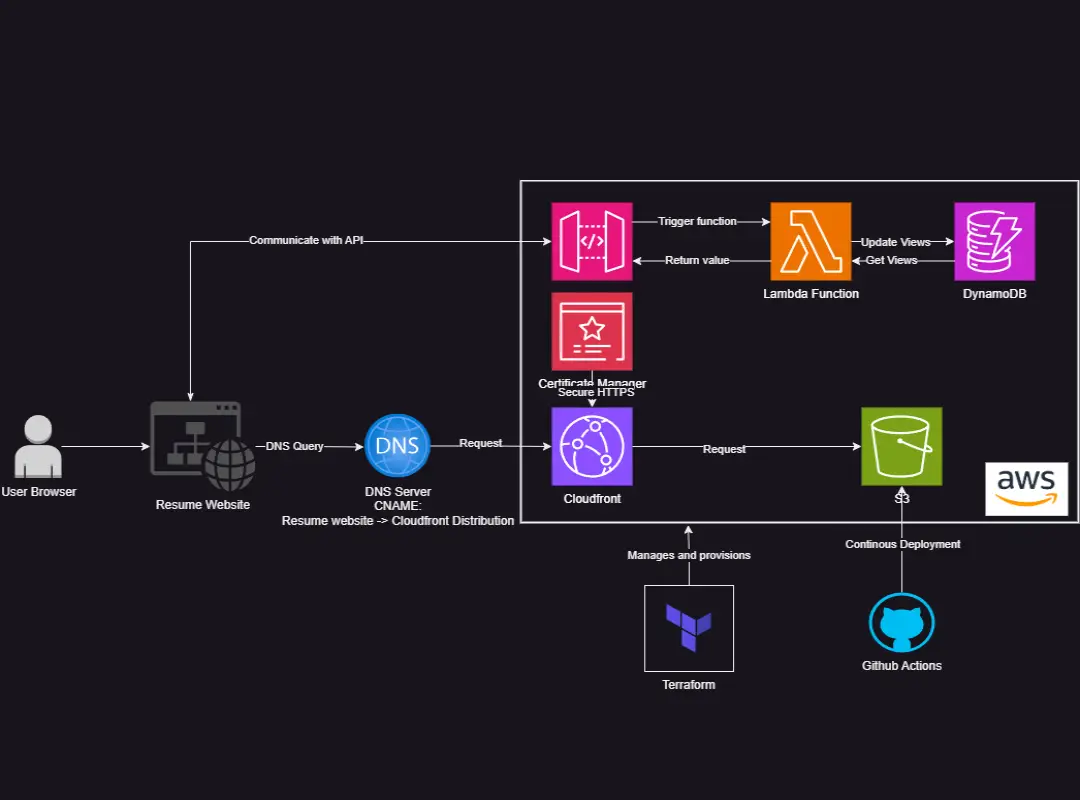 Communicate with API
Trigger function
Return value
</>
Update Views
Get Views
Lambda Function
DynamoDB
Certificate Manager
Secure HTTPS
User Browser
Resume Website
DNS Query
DNS
DNS Server
CNAME:
Resume website -> Cloudfront Distribution
Request
Cloudfront
Request
S3
aws
Manages and provisions
Continous Deployment
Terraform
Github Actions